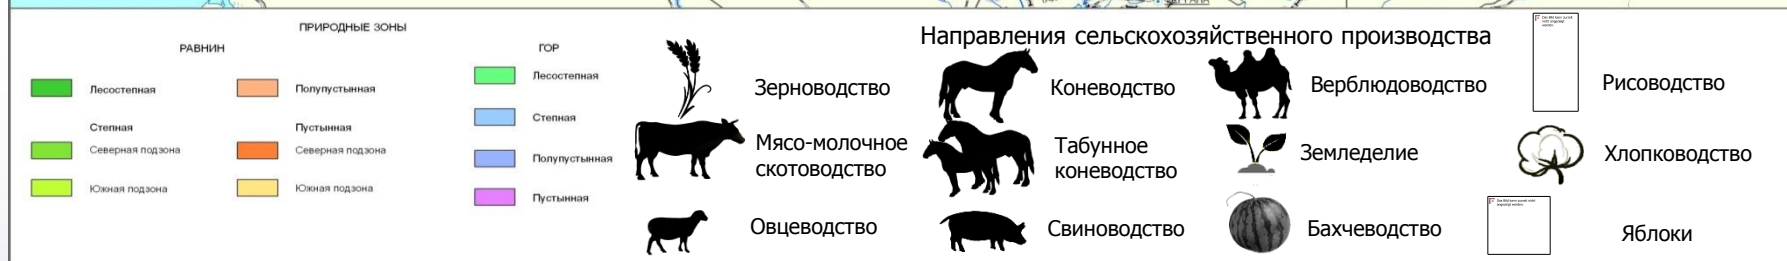 ПРИРОДНЫЕ ЗОНЫ
РАВНИН
ГОР
Лесостепная
Степная
Северная подзона
Южная подзона
Полупустынная
Пустынная
Северная подзона
Южная подзона
Лесостепная
Степная
Полупустынная
Пустынная
Направления сельскохозяйственного производства
Зерноводство
Мясо-молочное
скотоводство
Овцеводство
Коневодство
Табунное
коневодство
Свиноводство
Верблюдоводство
Земледелие
Бахчеводство
Рисоводство
Хлопководство
Яблоки